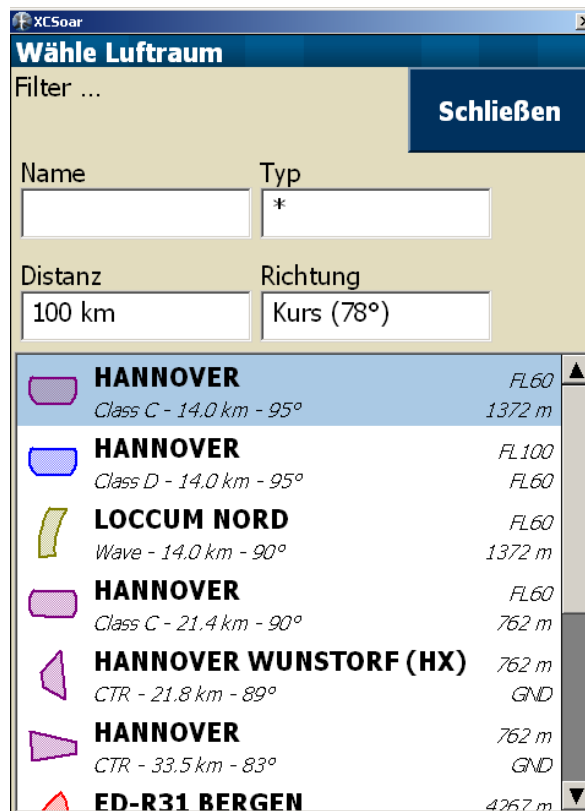 XCSoar
Wähle Luftraum
Filter ...
Schließen
Name Typ
*
Distanz Richtung
100 km Kurs (78°)
HANNOVER FL60
Class C - 14.0 km - 95° 1372 m
HANNOVER FL100
Class D - 14.0 km - 95° FL60
LOCCUM NORD FL60
Wave - 14.0 km - 90° 1372 m
HANNOVER FL60
Class C - 21.4 km - 90° 762 m
HANNOVER WUNSTORF (HX) 762 m
CTR - 21.8 km - 89° GND
HANNOVER 762 m
CTR - 33.5 km - 83° GND
ED-R31 BERGEN 4267 m